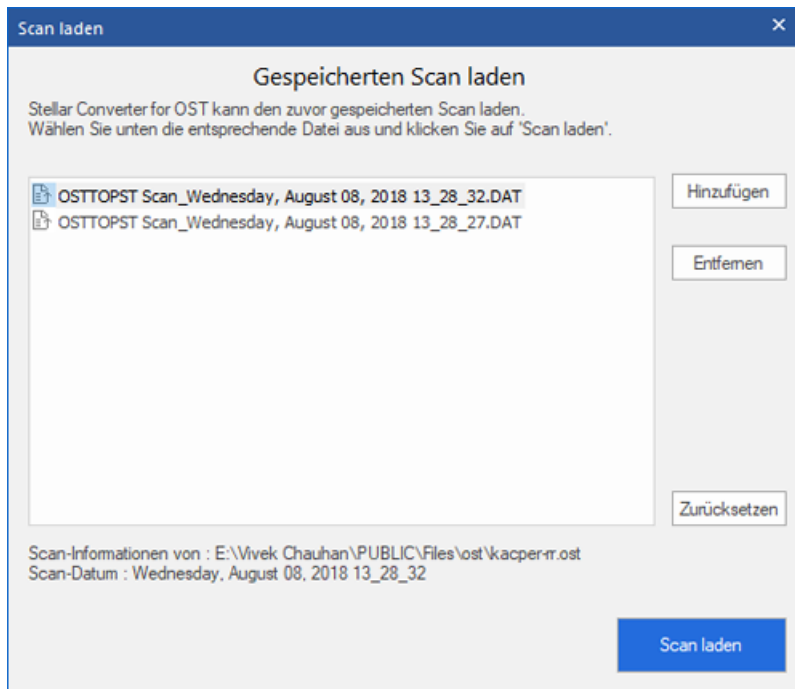 Scan laden
Gespeicherten Scan laden
Stellar Converter for OST kann den zuvor gespeicherten Scan laden.
Wählen Sie unten die entsprechende Datei aus und klicken Sie auf 'Scan laden'.
OSTTOPST Scan_Wednesday, August 08, 2018 13_28_32.DAT
OSTTOPST Scan_Wednesday, August 08, 2018 13_28_27.DAT
Hinzufügen
Entfernen
Zurücksetzen
Scan-Informationen von : E:\Vivek Chauhan\PUBLIC\Files\ost\kacper-rr.ost
Scan-Datum : Wednesday, August 08, 2018 13_28_32
Scan laden